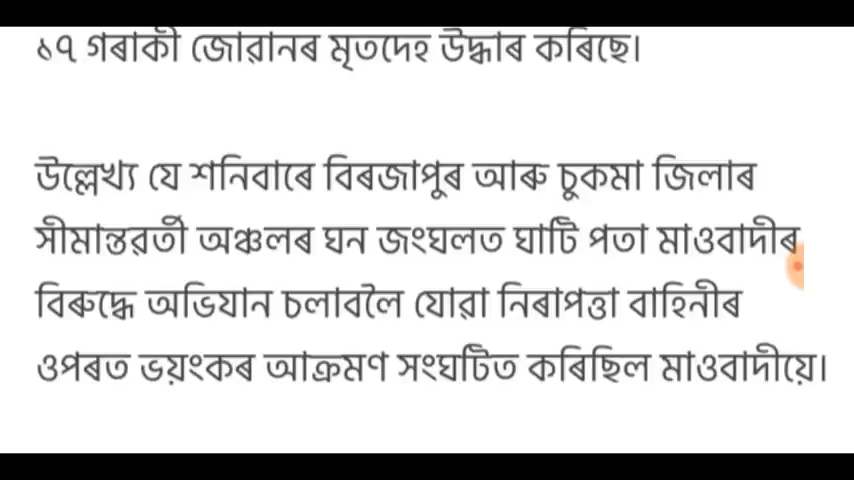 ১৭ গৰাকী জোৱানৰ মৃতদেহ উদ্ধাৰ কৰিছে।
উল্লেখ্য যে শনিবাৰে বিৰজাপুৰ আৰু চুকমা জিলাৰ
সীমান্তৱৰ্তী অঞ্চলৰ ঘন জংঘলত ঘাটি পতা মাওবাদীৰ
বিৰুদ্ধে অভিযান চলাবলৈ যোৱা নিৰাপত্তা বাহিনীৰ
ওপৰত ভয়ংকৰ আক্ৰমণ সংঘটিত কৰিছিল মাওবাদীয়ে।